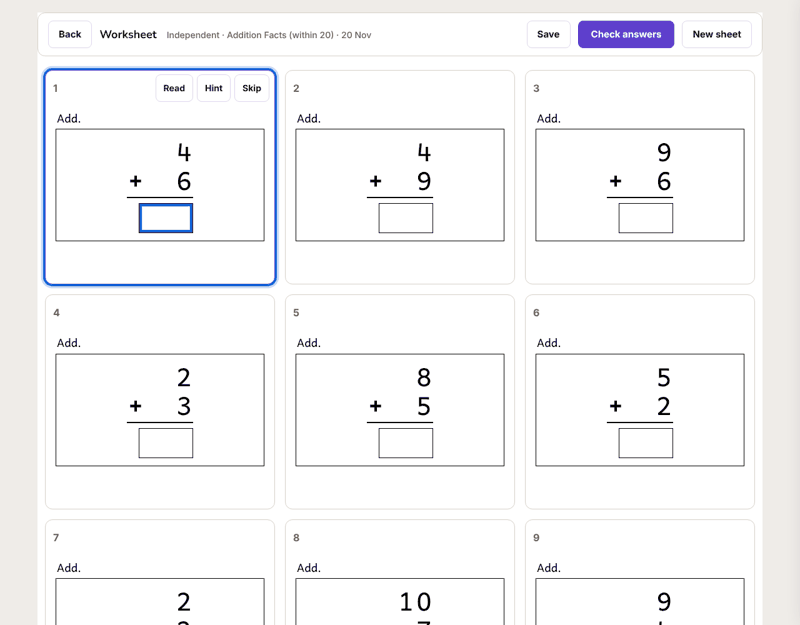 Back Worksheet Independent · Addition Facts (within 20) · 20 Nov Save Check answers New sheet
1 Read Hint Skip
Add.
4
+ 6
2
Add.
4
+ 9
3
Add.
9
+ 6
4
Add.
2
+ 3
5
Add.
8
+ 5
6
Add.
5
+ 2
7
Add.
2
8
Add.
10
9
Add.
9